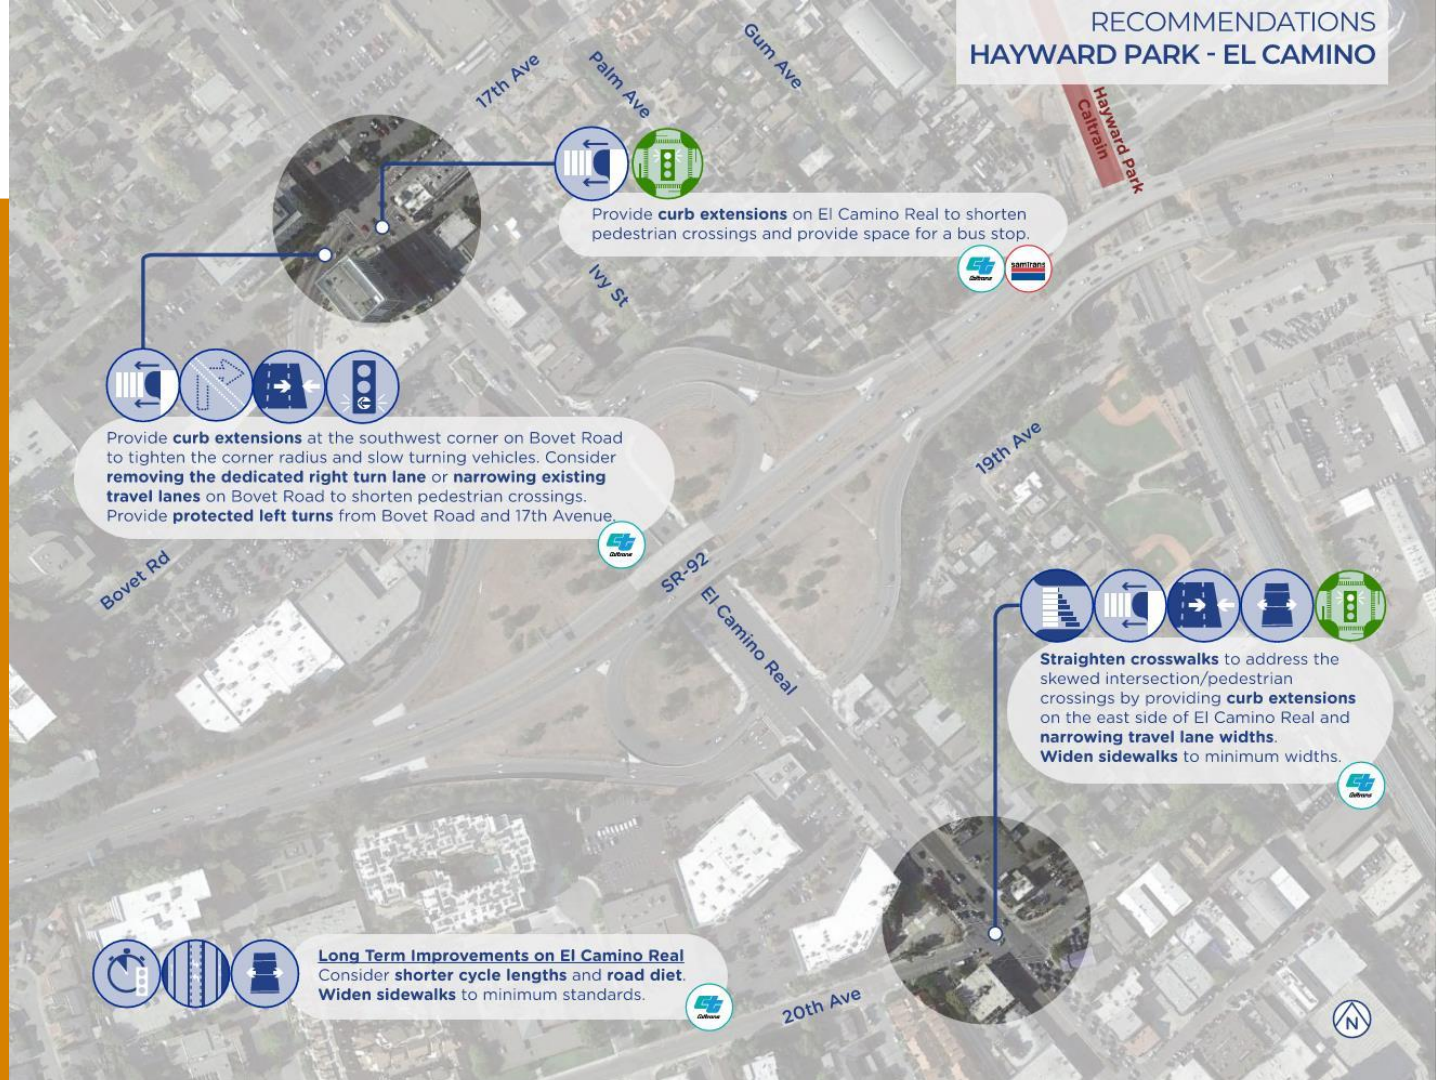 RECOMMENDATIONS
HAYWARD PARK - EL CAMINO
17th Ave
Palm Ave
Gum Ave
Hayward Park
Caltrain
Provide curb extensions on El Camino Real to shorten
pedestrian crossings and provide space for a bus stop.
Caltrans
samTrans
Ivy St
Provide curb extensions at the southwest corner on Bovet Road
to tighten the corner radius and slow turning vehicles. Consider
removing the dedicated right turn lane or narrowing existing
travel lanes on Bovet Road to shorten pedestrian crossings.
Provide protected left turns from Bovet Road and 17th Avenue.
Caltrans
19th Ave
Bovet Rd
SR-92
El Camino Real
Straighten crosswalks to address the
skewed intersection/pedestrian
crossings by providing curb extensions
on the east side of El Camino Real and
narrowing travel lane widths.
Widen sidewalks to minimum widths.
Caltrans
Long Term Improvements on El Camino Real
Consider shorter cycle lengths and road diet.
Widen sidewalks to minimum standards.
Caltrans
20th Ave
N